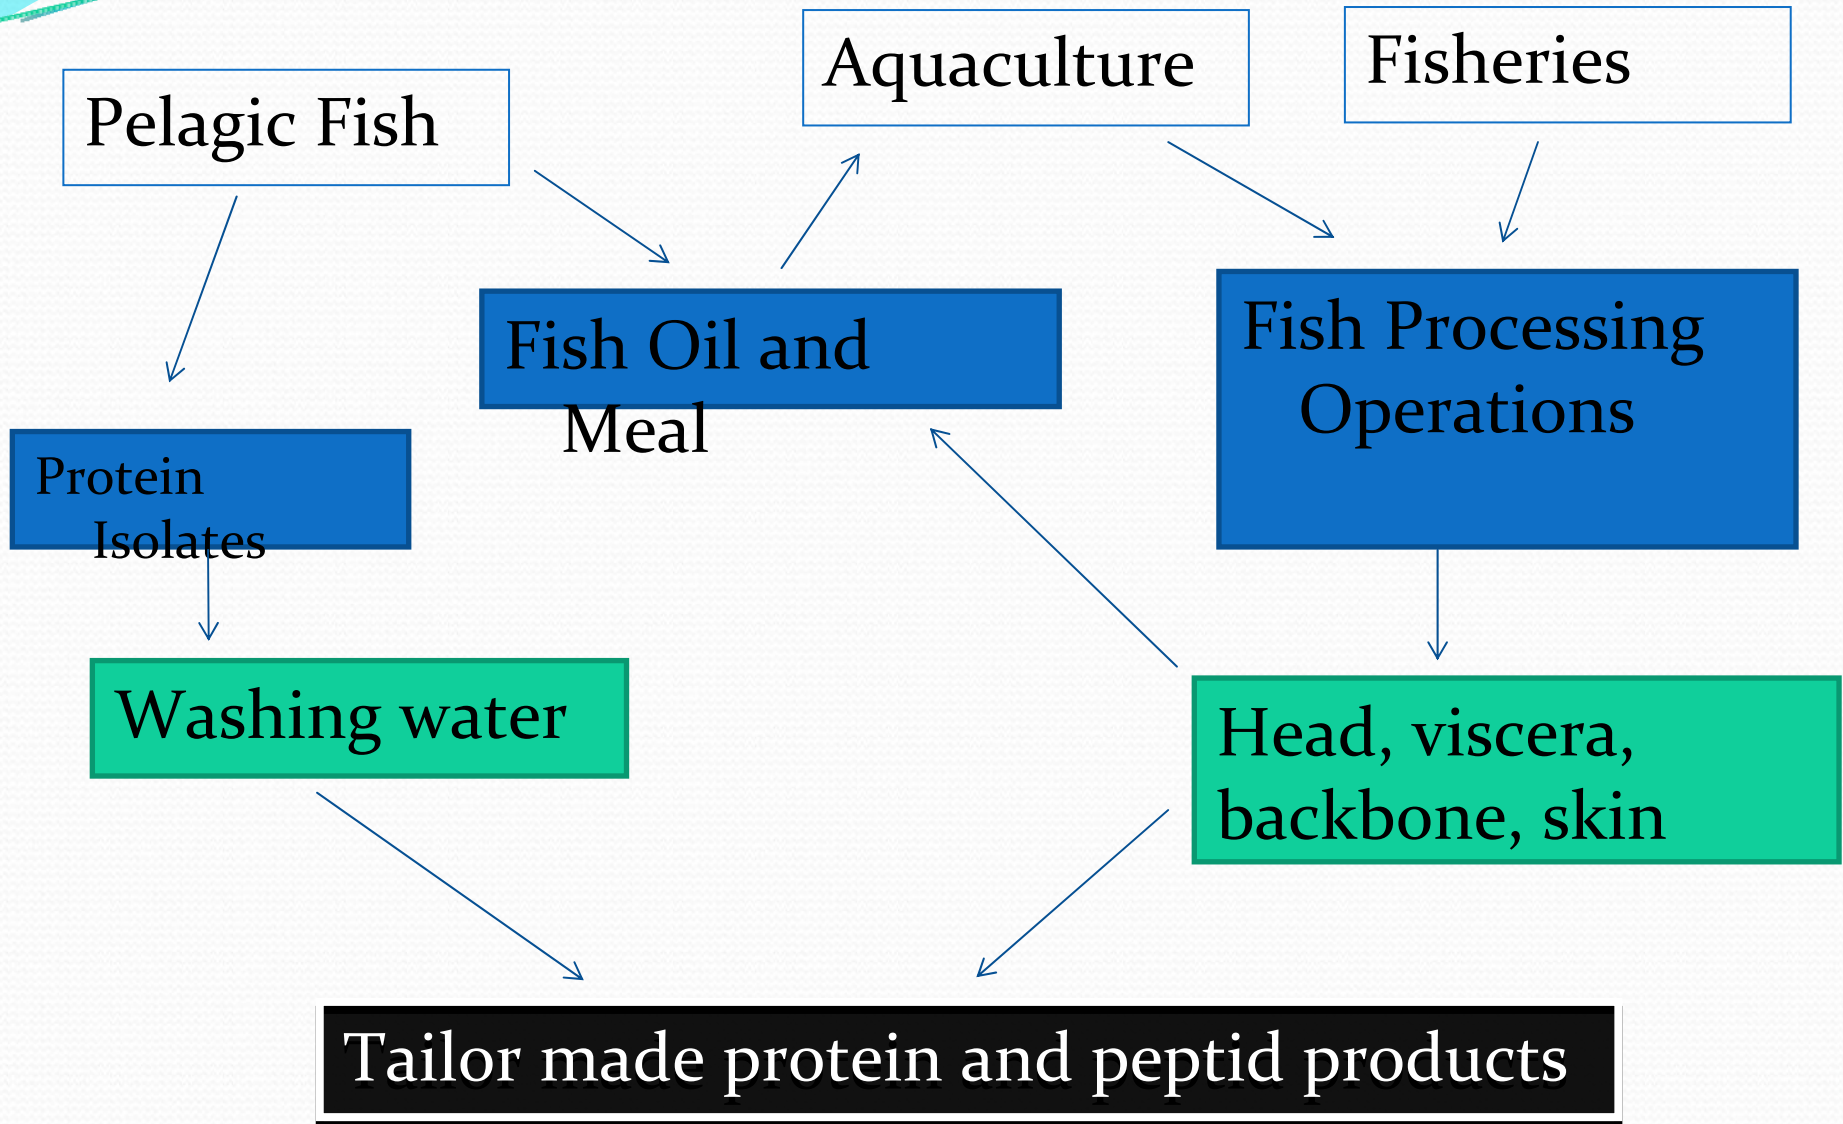 Pelagic Fish
Aquaculture
Fisheries
Fish Oil and
Meal
Fish Processing
Operations
Protein
Isolates
Washing water
Head, viscera,
backbone, skin
Tailor made protein and peptid products